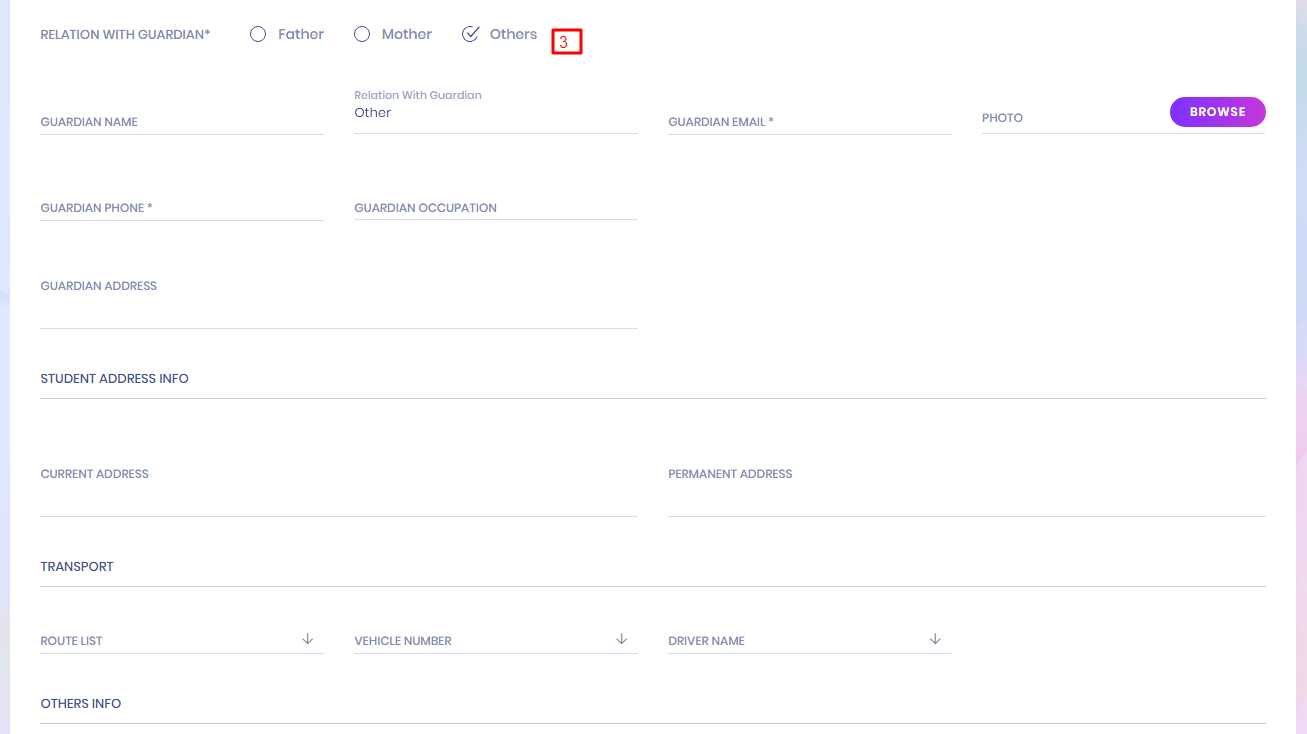 RELATION WITH GUARDIAN* Father Mother Others 3
Relation With Guardian
Other
GUARDIAN NAME GUARDIAN EMAIL * PHOTO BROWSE
GUARDIAN PHONE * GUARDIAN OCCUPATION
GUARDIAN ADDRESS
STUDENT ADDRESS INFO
CURRENT ADDRESS PERMANENT ADDRESS
TRANSPORT
ROUTE LIST VEHICLE NUMBER DRIVER NAME
OTHERS INFO